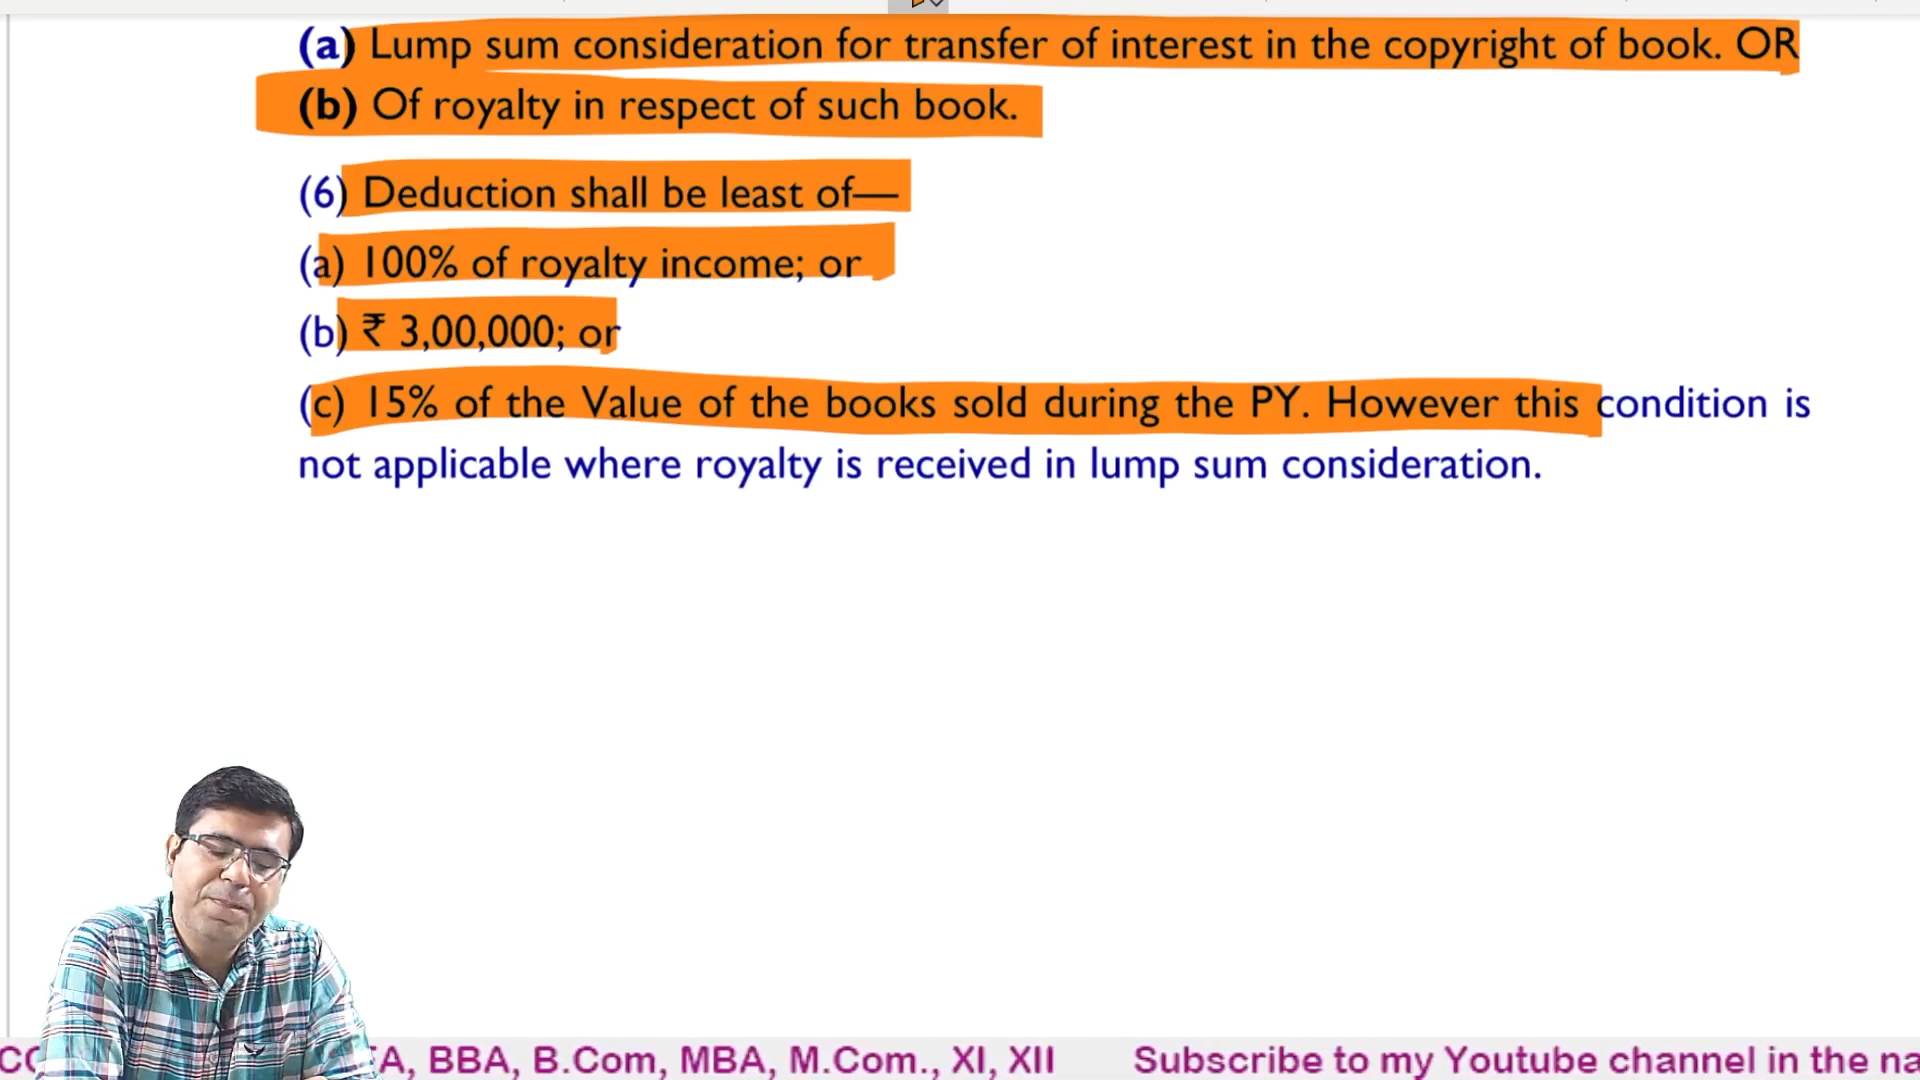 (a) Lump sum consideration for transfer of interest in the copyright of book. OR
(b) Of royalty in respect of such book.
(6) Deduction shall be least of—
(a) 100% of royalty income; or
(b) ₹ 3,00,000; or
(c) 15% of the Value of the books sold during the PY. However this condition is
not applicable where royalty is received in lump sum consideration.
BBA, B.Com, MBA, M.Com., XI, XII Subscribe to my Youtube channel in the